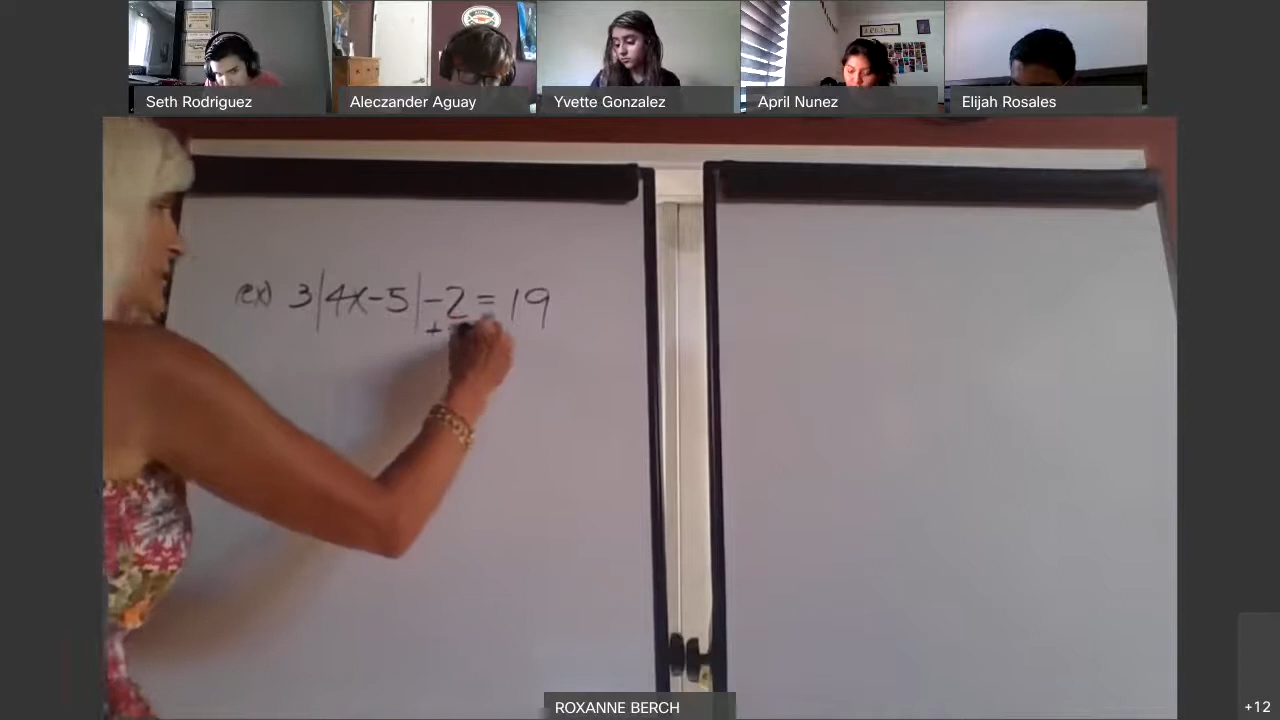 Seth Rodriguez
Aleczander Aguay
Yvette Gonzalez
April Nunez
Elijah Rosales
ex) 3|4x-5|-2=19
+
ROXANNE BERCH
+12